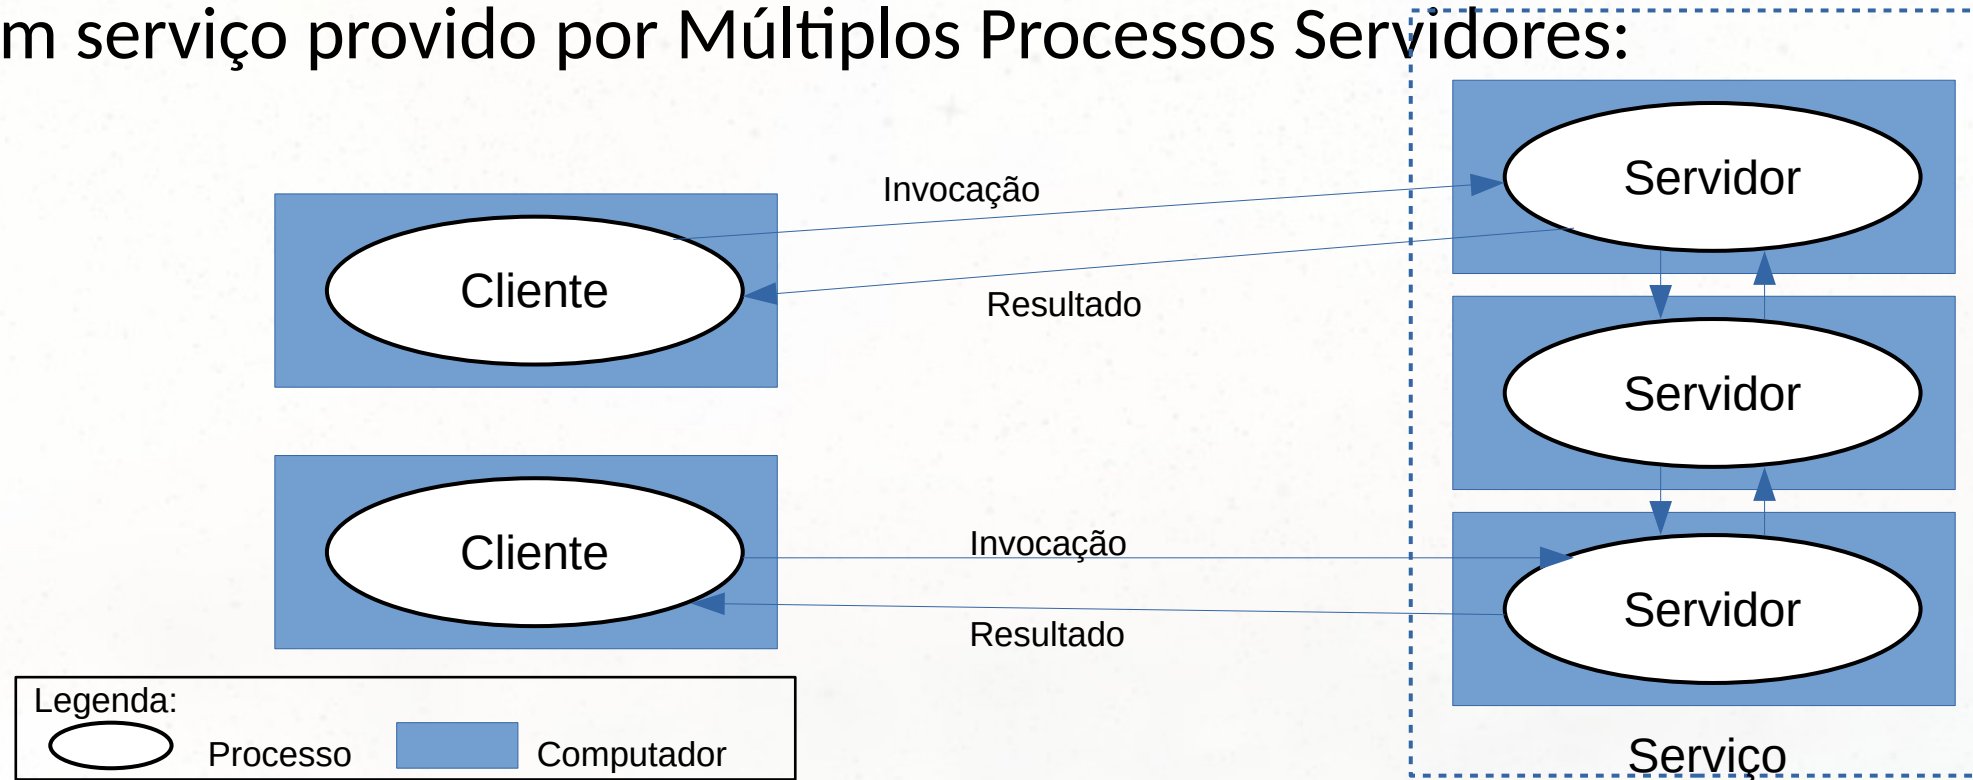 m serviço provido por Múltiplos Processos Servidores:
Invocação
Servidor
Cliente
Resultado
Servidor
Cliente
Invocação
Servidor
Resultado
Legenda:
Processo
Computador
Serviço